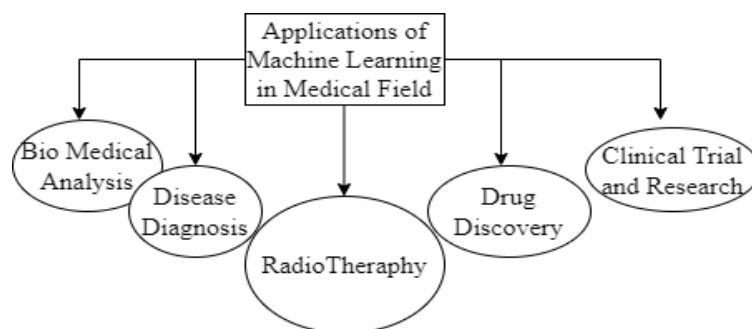 Applications of
Machine Learning
in Medical Field
Bio Medical
Analysis
Disease
Diagnosis
RadioTheraphy
Drug
Discovery
Clinical Trial
and Research